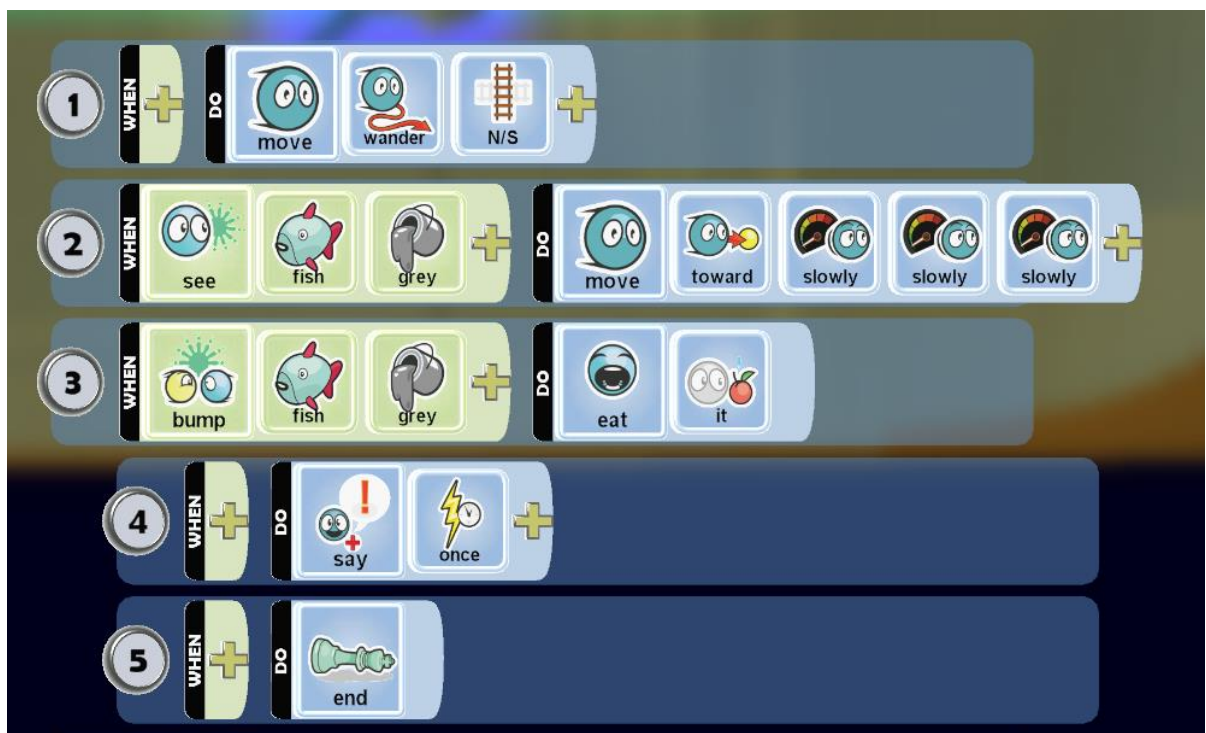 1 WHEN DO move wander N/S
2 WHEN see fish grey DO move toward slowly slowly slowly
3 WHEN bump fish grey DO eat it
4 WHEN DO say ! once
5 WHEN DO end